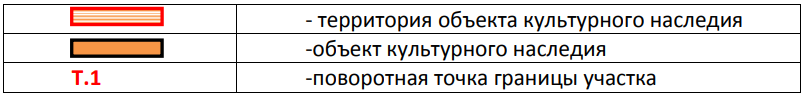 - территория объекта культурного наследия
-объект культурного наследия
Т.1 -поворотная точка границы участка